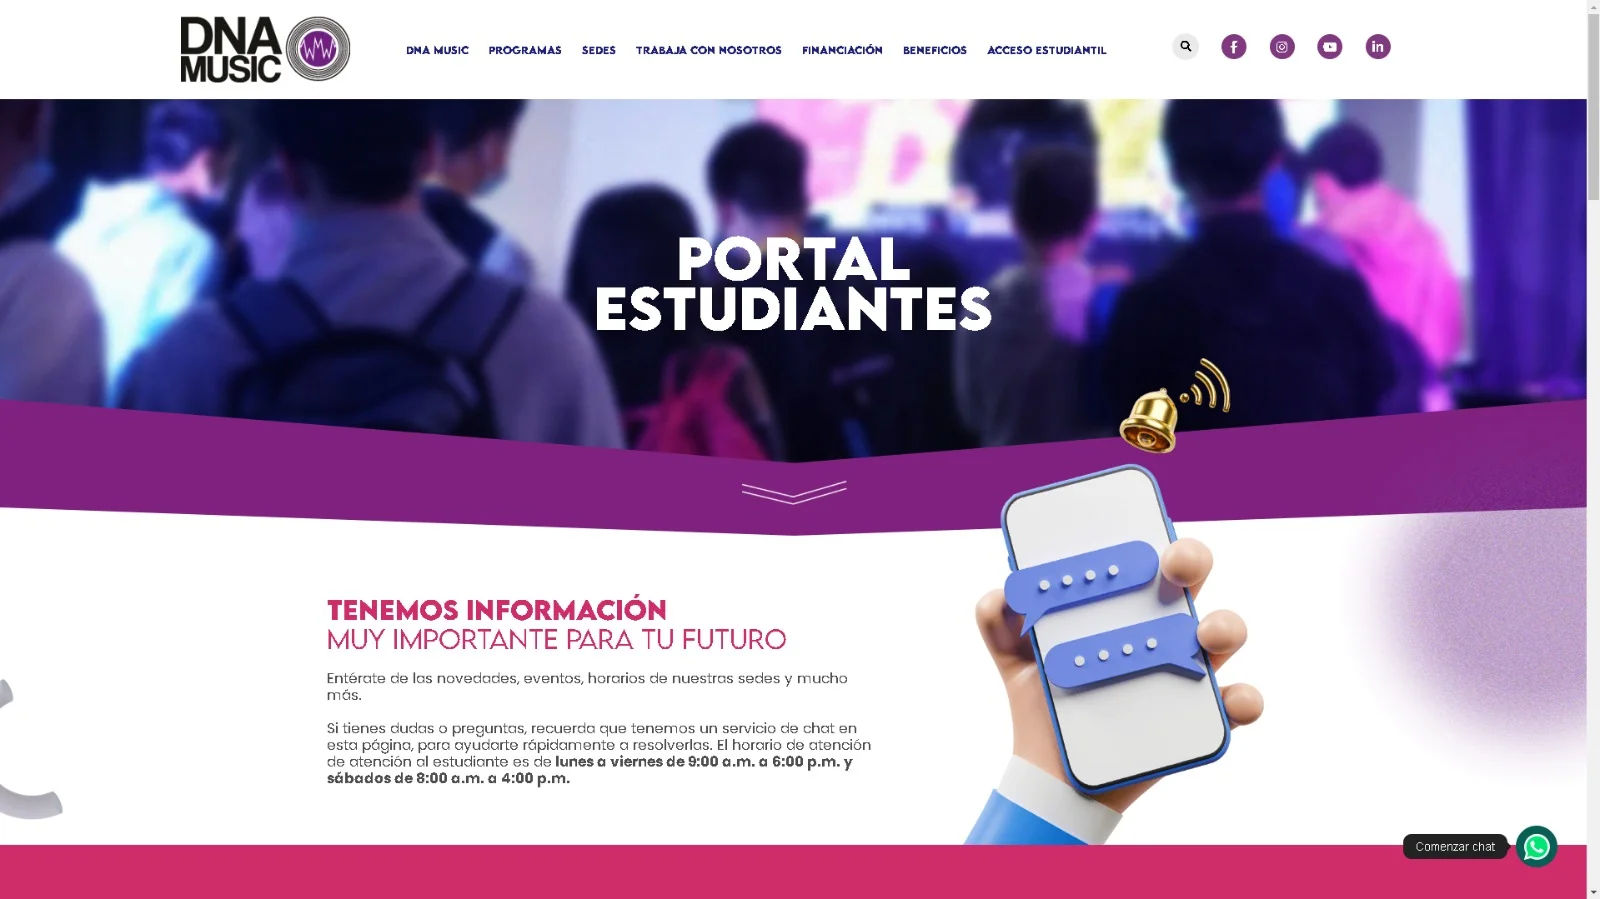 DNA
MUSIC
DNA MUSIC PROGRAMAS SEDES TRABAJA CON NOSOTROS FINANCIACIÓN BENEFICIOS ACCESO ESTUDIANTIL
PORTAL
ESTUDIANTES
TENEMOS INFORMACIÓN
MUY IMPORTANTE PARA TU FUTURO
Entérate de las novedades, eventos, horarios de nuestras sedes y mucho
más.
Si tienes dudas o preguntas, recuerda que tenemos un servicio de chat en
esta página, para ayudarte rápidamente a resolverlas. El horario de atención
de atención al estudiante es de lunes a viernes de 9:00 a.m. a 6:00 p.m. y
sábados de 8:00 a.m. a 4:00 p.m.
Comenzar chat